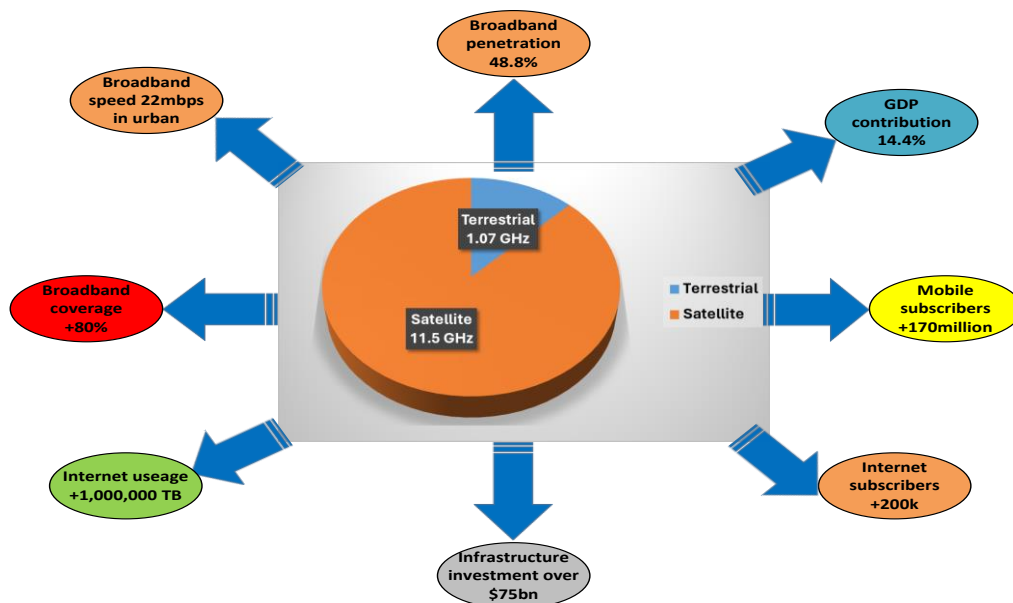 Broadband
penetration
48.8%
Broadband
speed 22mbps
in urban
GDP
contribution
14.4%
Terrestrial
1.07 GHz
Satellite
11.5 GHz
Terrestrial
Satellite
Broadband
coverage
+80%
Mobile
subscribers
+170million
Internet useage
+1,000,000 TB
Internet
subscribers
+200k
Infrastructure
investment over
$75bn